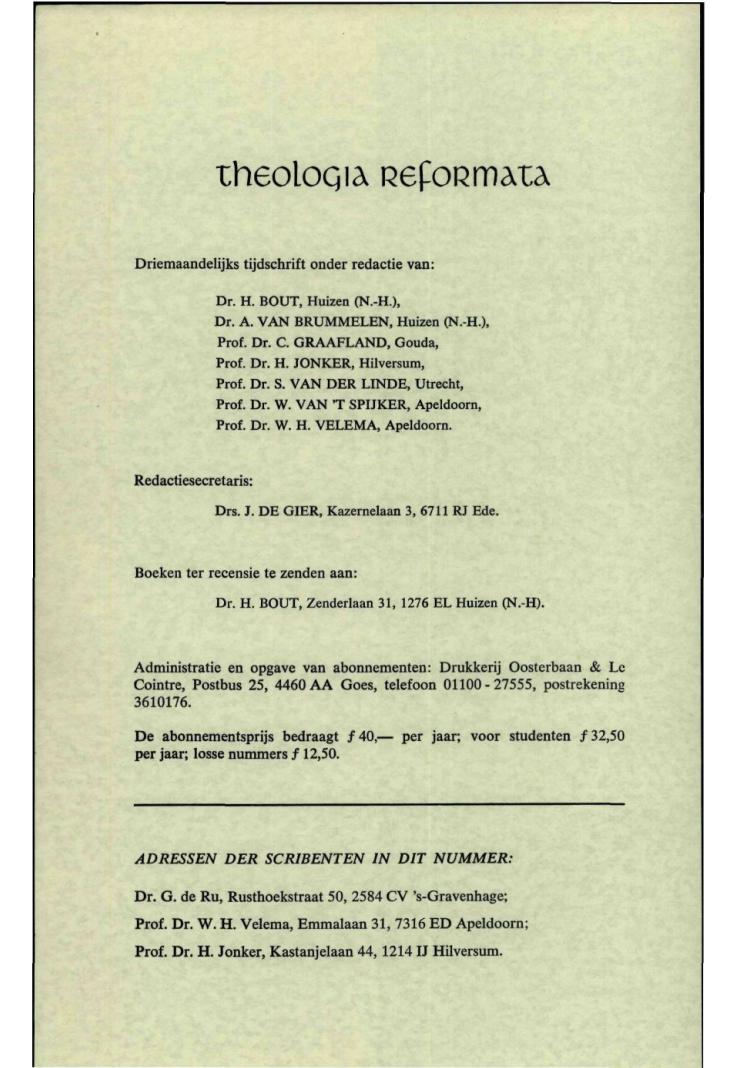 theologia Reformata
Driemaandelijks tijdschrift onder redactie van:
Dr. H. BOUT, Huizen (N.-H.),
Dr. A. VAN BRUMMELEN, Huizen (N.-H.),
Prof. Dr. C. GRAAFLAND, Gouda,
Prof. Dr. H. JONKER, Hilversum,
Prof. Dr. S. VAN DER LINDE, Utrecht,
Prof. Dr. W. VAN 'T SPIJKER, Apeldoorn,
Prof. Dr. W. H. VELEMA, Apeldoorn.
Redactiesecretaris:
Drs. J. DE GIER, Kazernelaan 3, 6711 RJ Ede.
Boeken ter recensie te zenden aan:
Dr. H. BOUT, Zenderlaan 31, 1276 EL Huizen (N.-H).
Administratie en opgave van abonnementen: Drukkerij Oosterbaan & Le
Cointre, Postbus 25, 4460 AA Goes, telefoon 01100 - 27555, postrekening
3610176.
De abonnementsprijs bedraagt ƒ 40,— per jaar; voor studenten ƒ 32,50
per jaar; losse nummers ƒ 12,50.
ADRESSEN DER SCRIBENTEN IN DIT NUMMER:
Dr. G. de Ru, Rusthoekstraat 50, 2584 CV 's-Gravenhage;
Prof. Dr. W. H. Velema, Emmalaan 31, 7316 ED Apeldoorn;
Prof. Dr. H. Jonker, Kastanjelaan 44, 1214 IJ Hilversum.